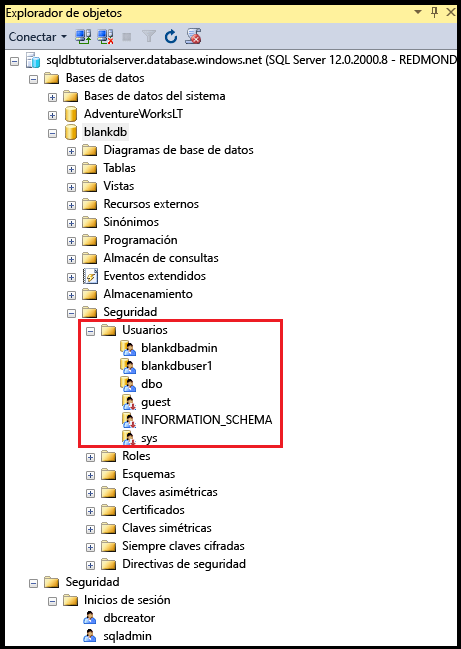 Explorador de objetos
Conectar
sqldbtutorialserver.database.windows.net (SQL Server 12.0.2000.8 - REDMOND
Bases de datos
Bases de datos del sistema
AdventureWorksLT
blankdb
Diagramas de base de datos
Tablas
Vistas
Recursos externos
Sinónimos
Programación
Almacén de consultas
Eventos extendidos
Almacenamiento
Seguridad
Usuarios
blankdbadmin
blankdbuser1
dbo
guest
INFORMATION_SCHEMA
sys
Roles
Esquemas
Claves asimétricas
Certificados
Claves simétricas
Siempre claves cifradas
Directivas de seguridad
Seguridad
Inicios de sesión
dbcreator
sqladmin